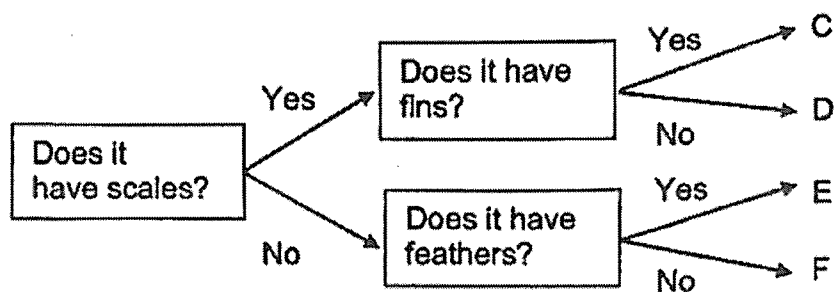 Does it
have scales?
Yes
No
Does it have
fins?
Yes
No
C
D
Does it have
feathers?
Yes
No
E
F